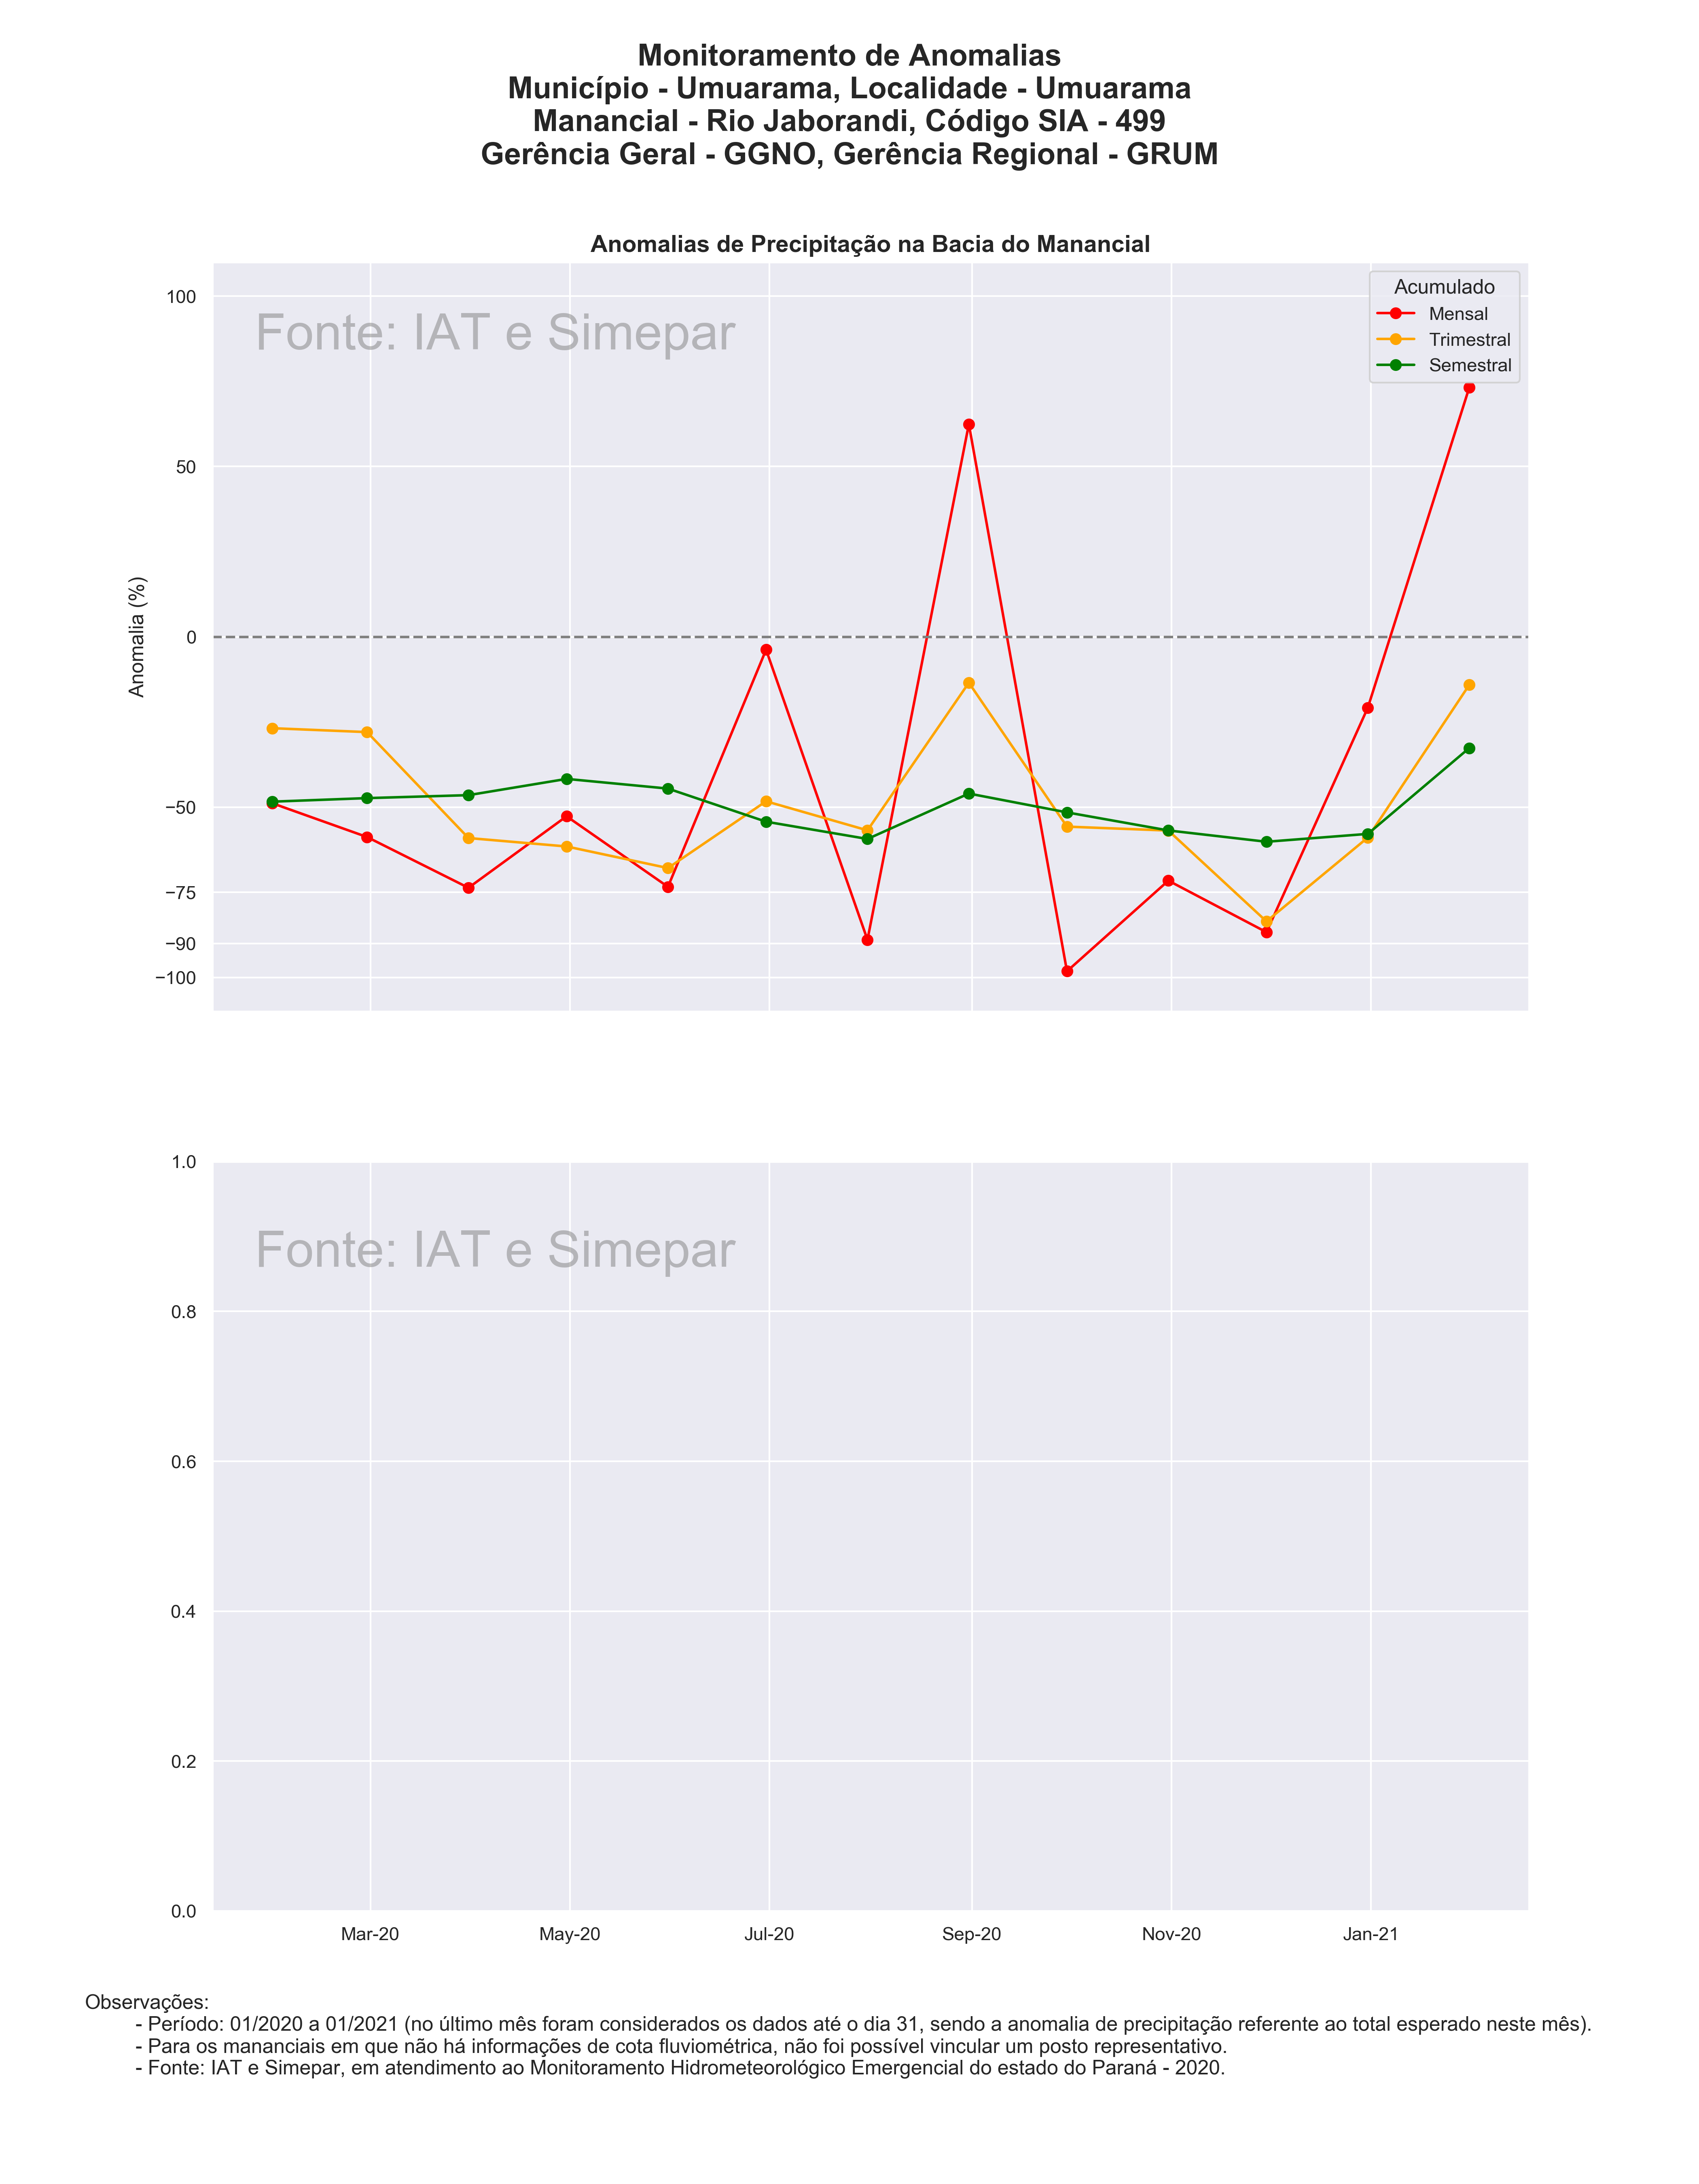 Monitoramento de Anomalias
Município - Umuarama, Localidade - Umuarama
Manancial - Rio Jaborandi, Código SIA - 499
Gerência Geral - GGNO, Gerência Regional - GRUM
Anomalias de Precipitação na Bacia do Manancial
Fonte: IAT e Simepar
Acumulado
Mensal
Trimestral
Semestral
Anomalia (%)
100
50
0
−50
−75
−90
−100
Fonte: IAT e Simepar
1.0
0.8
0.6
0.4
0.2
0.0
Mar-20 May-20 Jul-20 Sep-20 Nov-20 Jan-21
Observações:
- Período: 01/2020 a 01/2021 (no último mês foram considerados os dados até o dia 31, sendo a anomalia de precipitação referente ao total esperado neste mês).
- Para os mananciais em que não há informações de cota fluviométrica, não foi possível vincular um posto representativo.
- Fonte: IAT e Simepar, em atendimento ao Monitoramento Hidrometeorológico Emergencial do estado do Paraná - 2020.